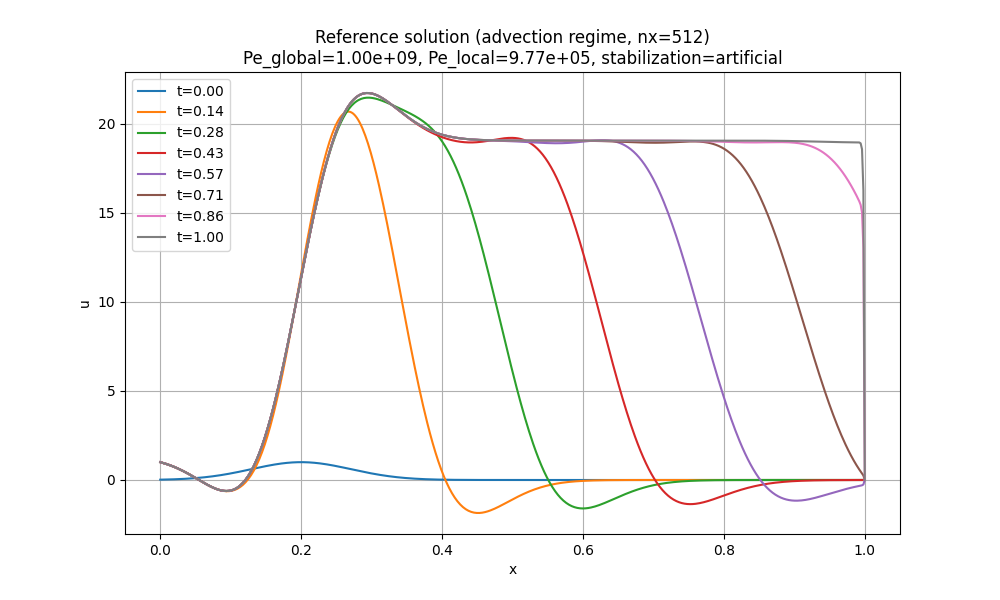 Reference solution (advection regime, nx=512)
Pe_global=1.00e+09, Pe_local=9.77e+05, stabilization=artificial
t=0.00
t=0.14
t=0.28
t=0.43
t=0.57
t=0.71
t=0.86
t=1.00
20
15
10
5
0
u
0.0 0.2 0.4 0.6 0.8 1.0
x